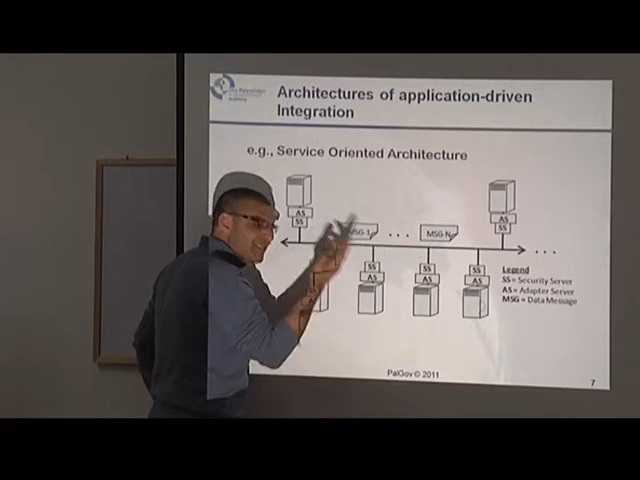 Architectures of application-driven
Integration
e.g., Service Oriented Architecture
AS
SS
MSG-1
. . .
MSG-N
AS
SS
. . .
SS
AS
SS
AS
SS
AS
Legend
SS = Security Server
AS = Adapter Server
MSG = Data Message
PalGov © 2011
7